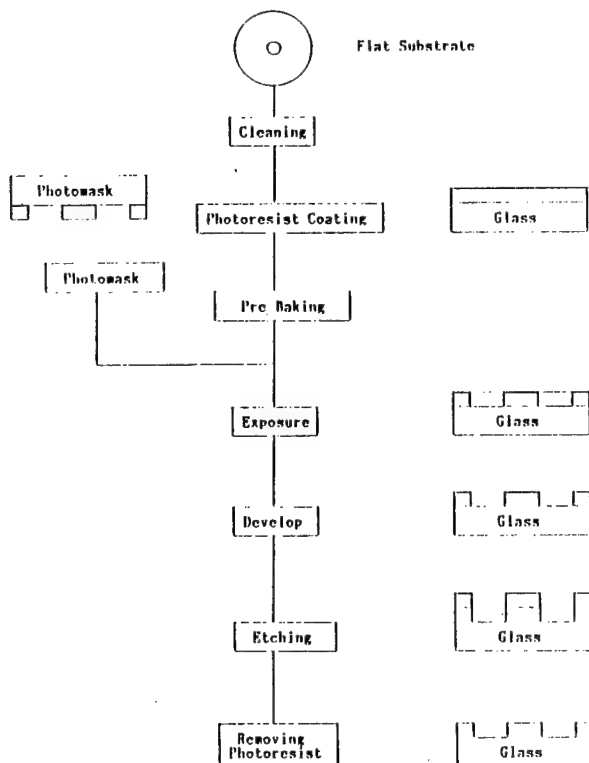 Flat Substrate
Cleaning
Photomask
Photoresist Coating
Glass
Photomask
Pre Baking
Exposure
Glass
Develop
Glass
Etching
Glass
Removing
Photoresist
Glass